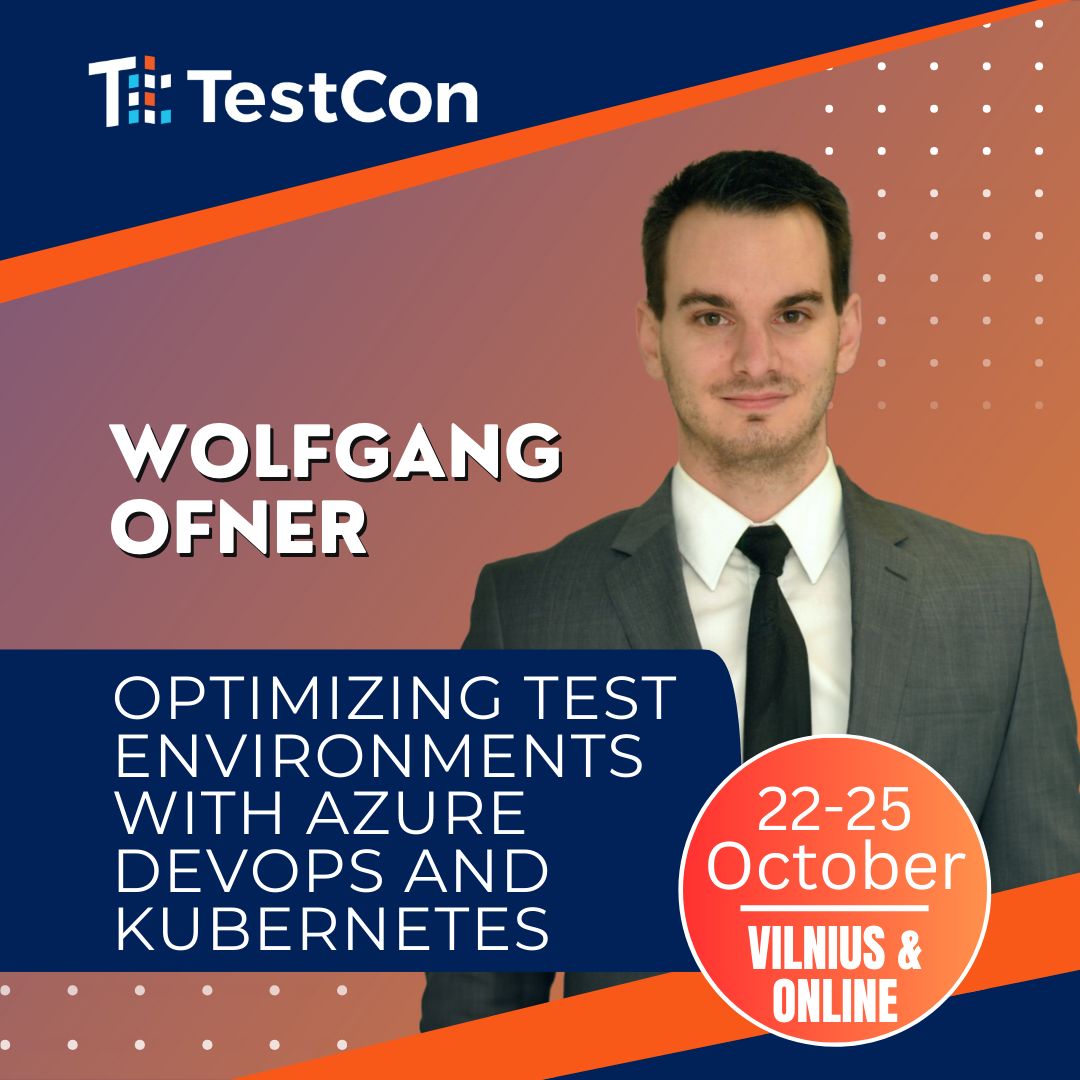 TestCon
WOLFGANG
OFNER
OPTIMIZING TEST
ENVIRONMENTS
WITH AZURE
DEVOPS AND
KUBERNETES
22-25
October
VILNIUS &
ONLINE